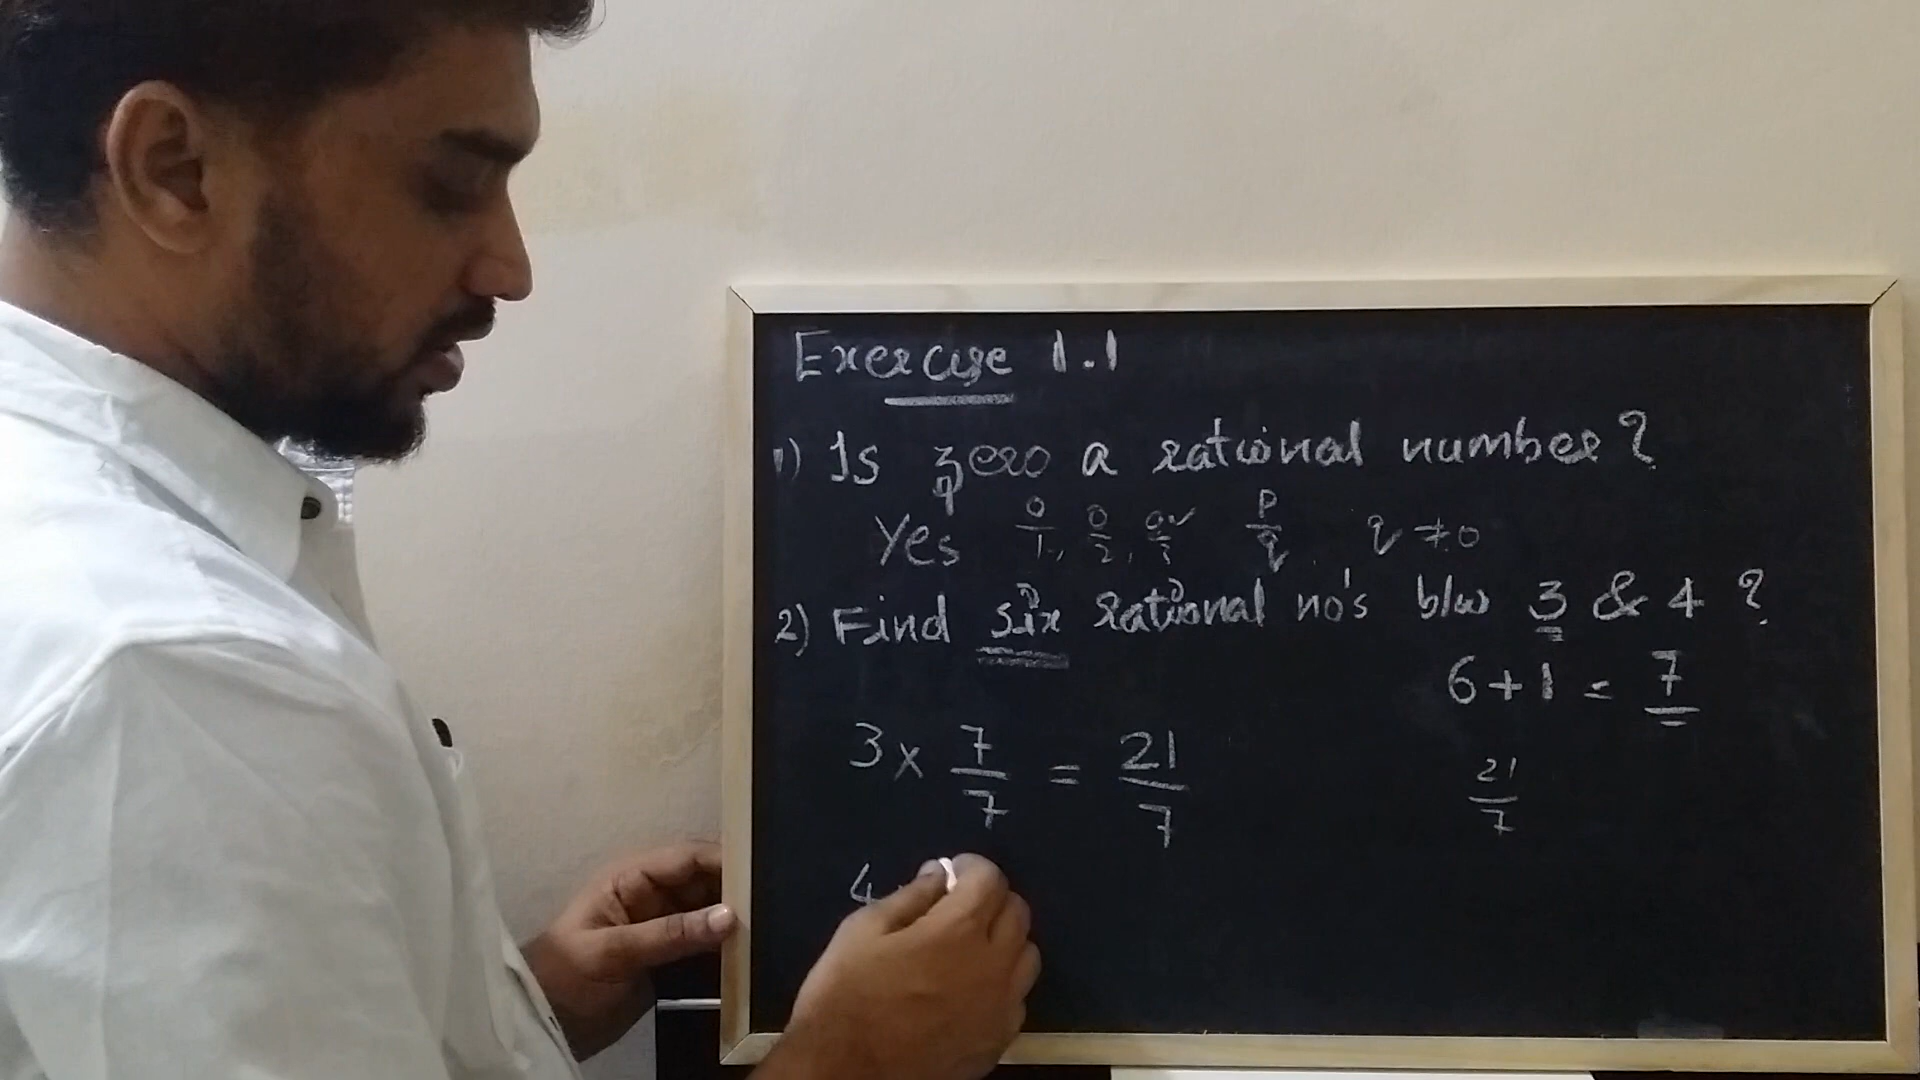 Exercise 1.1
1) Is zero a rational number?
Yes 0/1, 0/2, 0/3 p/q q ≠ 0
2) Find six rational no's b/w 3 & 4 ?
6+1 = 7
3 × 7/7 = 21/7
21/7
4